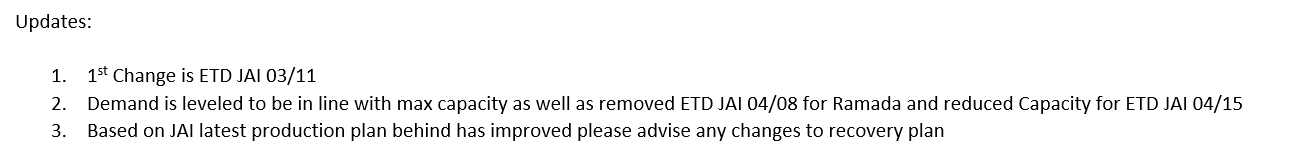 Updates:
1. 1st Change is ETD JAI 03/11
2. Demand is leveled to be in line with max capacity as well as removed ETD JAI 04/08 for Ramada and reduced Capacity for ETD JAI 04/15
3. Based on JAI latest production plan behind has improved please advise any changes to recovery plan